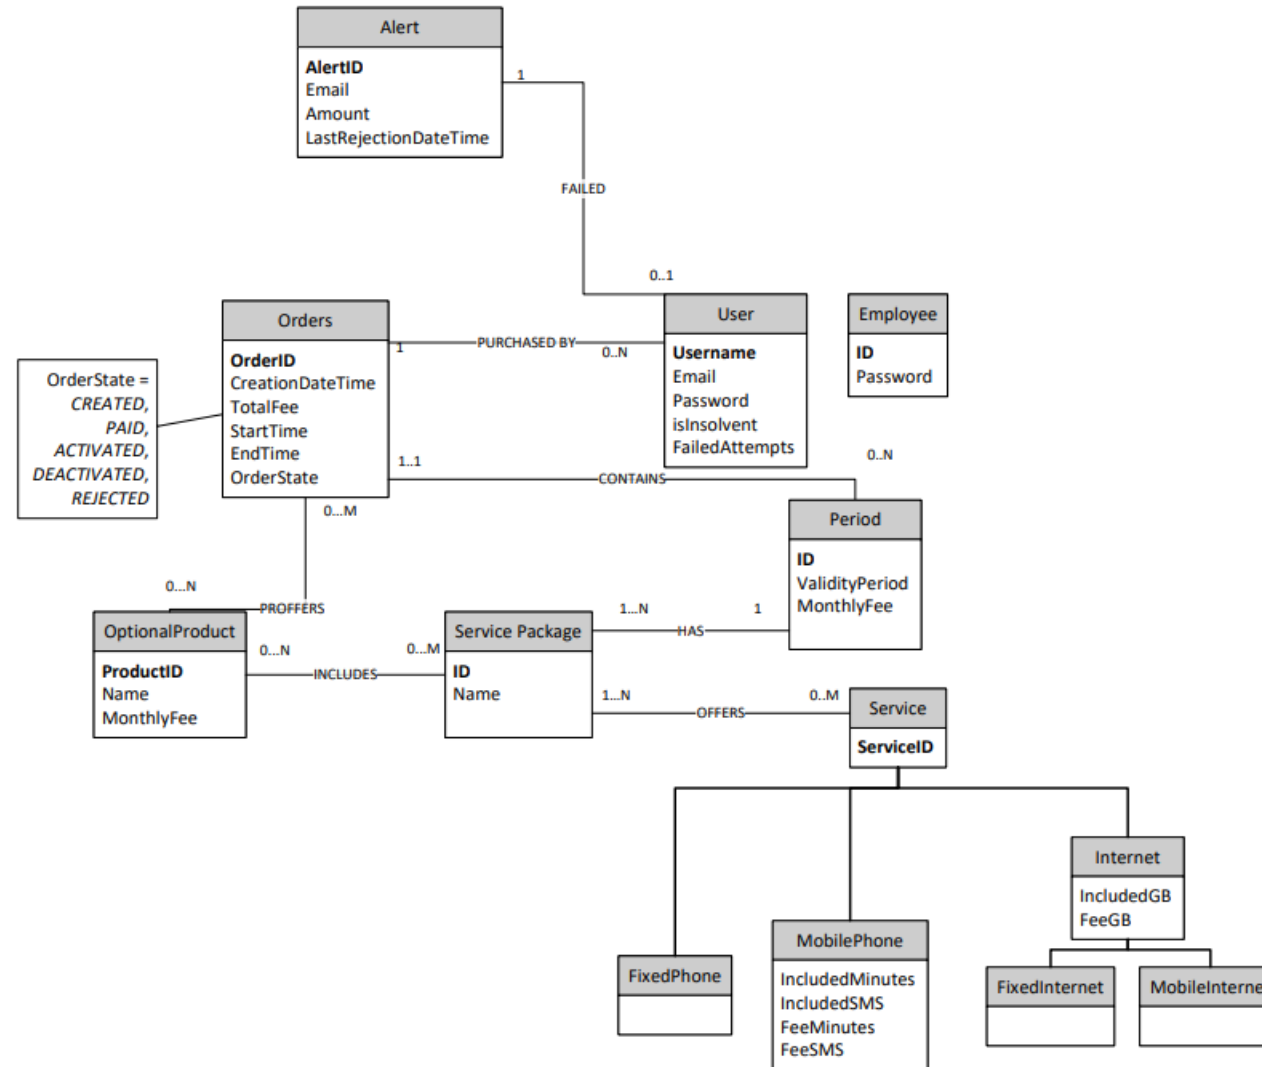 Alert
AlertID
Email
Amount
LastRejectionDateTime
1
FAILED
0..1
Orders
OrderID
CreationDateTime
TotalFee
StartTime
EndTime
OrderState
OrderState =
CREATED,
PAID,
ACTIVATED,
DEACTIVATED,
REJECTED
1
PURCHASED BY
0..N
User
Username
Email
Password
isInsolvent
FailedAttempts
Employee
ID
Password
1..1
CONTAINS
0..N
Period
ID
ValidityPeriod
MonthlyFee
0...M
0...N
PROFFERS
OptionalProduct
ProductID
Name
MonthlyFee
0...N
INCLUDES
0...M
Service Package
ID
Name
1...N
HAS
1
1...N
OFFERS
0..M
Service
ServiceID
Internet
IncludedGB
FeeGB
MobilePhone
IncludedMinutes
IncludedSMS
FeeMinutes
FeeSMS
FixedPhone
FixedInternet
MobileInterne